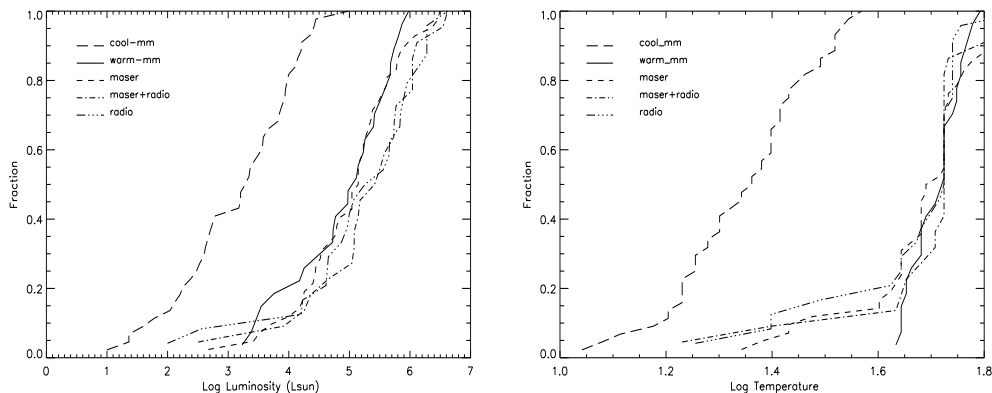 1.0
0.8
0.6
0.4
0.2
0.0
Fraction
cool-mm
warm-mm
maser
maser+radio
radio
0 1 2 3 4 5 6 7
Log Luminosity (Lsun)
1.0
0.8
0.6
0.4
0.2
0.0
Fraction
cool_mm
warm_mm
maser
maser+radio
radio
1.0 1.2 1.4 1.6 1.8
Log Temperature